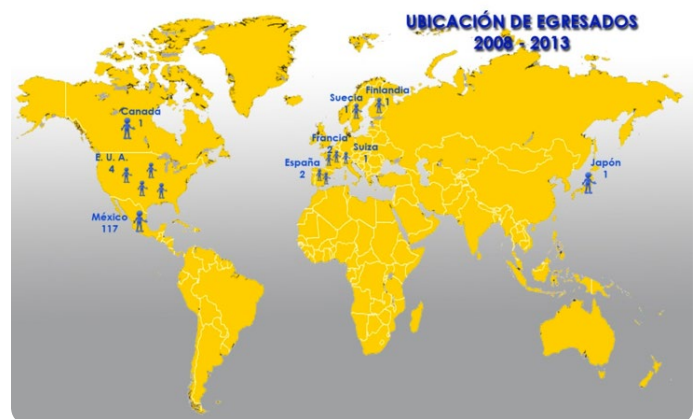 UBICACIÓN DE EGRESADOS
2008 - 2013
Canadá
1
E. U. A.
4
México
117
Suecia
1
Finlandia
1
Francia
2
Suiza
1
España
2
Japón
1